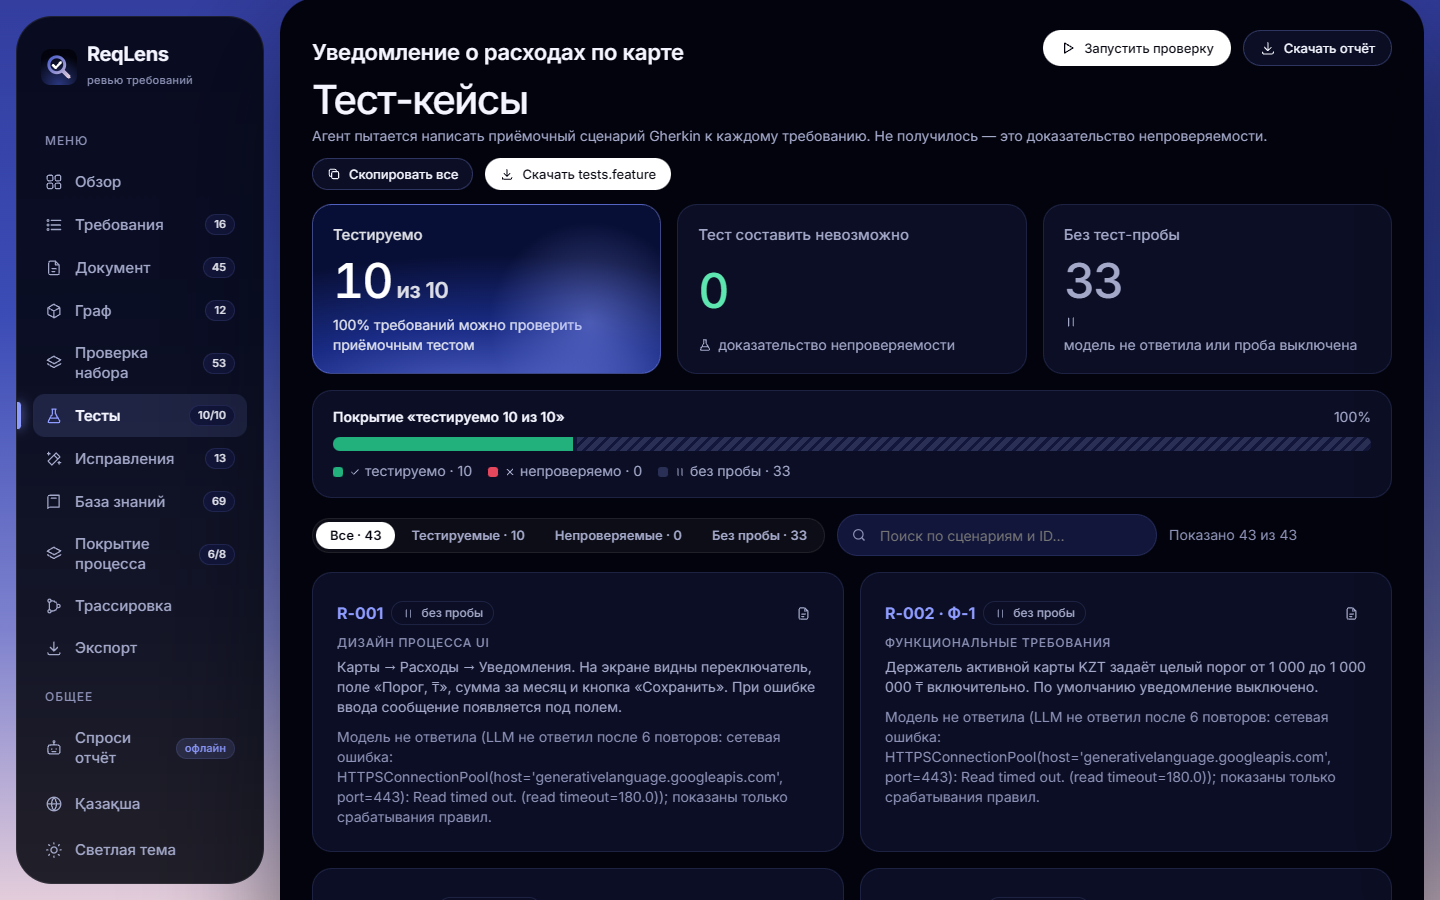 ReqLens
ревью требований
МЕНЮ
Обзор
Требования 16
Документ 45
Граф 12
Проверка
набора 53
Тесты 10/10
Исправления 13
База знаний 69
Покрытие
процесса 6/8
Трассировка
Экспорт
ОБЩЕЕ
Спроси
отчёт офлайн
Қазақша
Светлая тема
Уведомление о расходах по карте
Запустить проверку
Скачать отчёт
Тест-кейсы
Агент пытается написать приёмочный сценарий Gherkin к каждому требованию. Не получилось — это доказательство непроверяемости.
Скопировать все
Скачать tests.feature
Тестируемо
10 из 10
100% требований можно проверить
приёмочным тестом
Тест составить невозможно
0
доказательство непроверяемости
Без тест-пробы
33
модель не ответила или проба выключена
Покрытие «тестируемо 10 из 10» 100%
тестируемо · 10 непроверяемо · 0 без пробы · 33
Все · 43 Тестируемые · 10 Непроверяемые · 0 Без пробы · 33
Поиск по сценариям и ID...
Показано 43 из 43
R-001 без пробы
ДИЗАЙН ПРОЦЕССА UI
Карты → Расходы → Уведомления. На экране видны переключатель,
поле «Порог, ₸», сумма за месяц и кнопка «Сохранить». При ошибке
ввода сообщение появляется под полем.
Модель не ответила (LLM не ответил после 6 повторов: сетевая
ошибка:
HTTPSConnectionPool(host='generativelanguage.googleapis.com',
port=443): Read timed out. (read timeout=180.0)); показаны только
срабатывания правил.
R-002 · Ф-1 без пробы
ФУНКЦИОНАЛЬНЫЕ ТРЕБОВАНИЯ
Держатель активной карты KZT задаёт целый порог от 1 000 до 1 000
000 ₸ включительно. По умолчанию уведомление выключено.
Модель не ответила (LLM не ответил после 6 повторов: сетевая
ошибка:
HTTPSConnectionPool(host='generativelanguage.googleapis.com',
port=443): Read timed out. (read timeout=180.0)); показаны только
срабатывания правил.